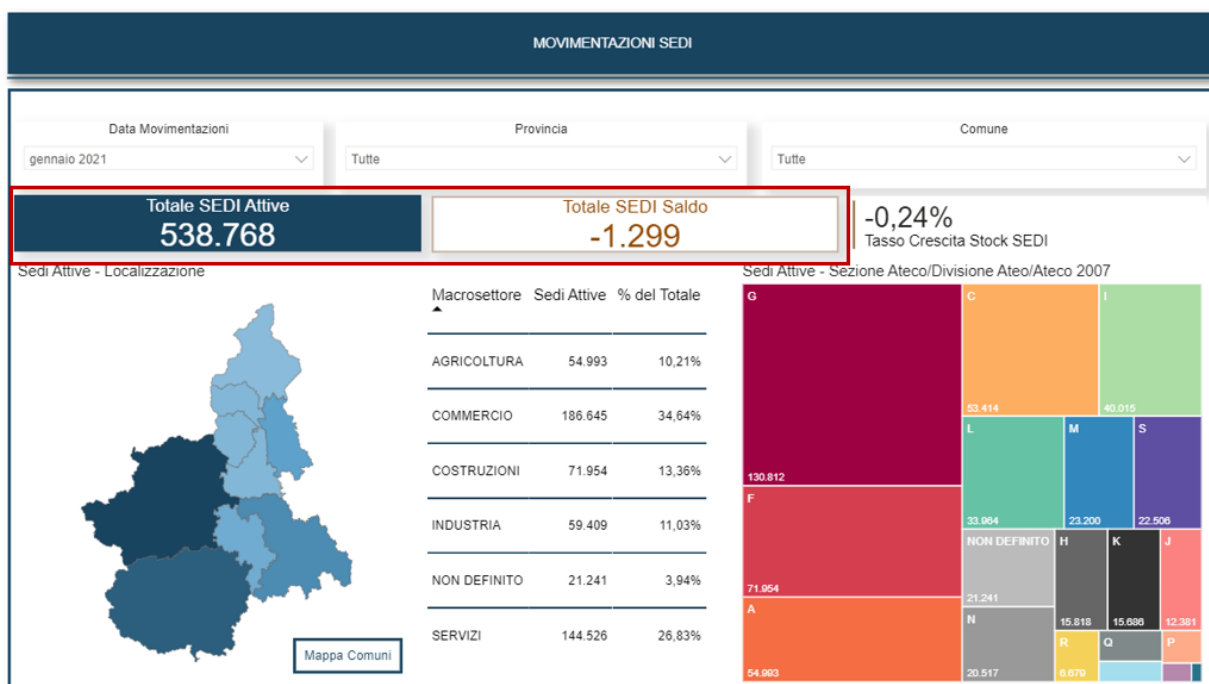 MOVIMENTAZIONI SEDI
Data Movimentazioni
gennaio 2021
Provincia
Tutte
Comune
Tutte
Totale SEDI Attive
538.768
Totale SEDI Saldo
-1.299
-0,24%
Tasso Crescita Stock SEDI
Sedi Attive - Localizzazione
Mappa Comuni
Macrosettore Sedi Attive % del Totale
AGRICOLTURA 54.993 10,21%
COMMERCIO 186.645 34,64%
COSTRUZIONI 71.954 13,36%
INDUSTRIA 59.409 11,03%
NON DEFINITO 21.241 3,94%
SERVIZI 144.526 26,83%
Sedi Attive - Sezione Ateco/Divisione Ateo/Ateco 2007
G
130.812
F
71.954
A
54.993
C
53.414
I
40.015
L
33.964
M
23.200
S
22.506
NON DEFINITO
21.241
N
20.517
H
15.818
K
15.686
J
12.381
R
6.679
Q
P